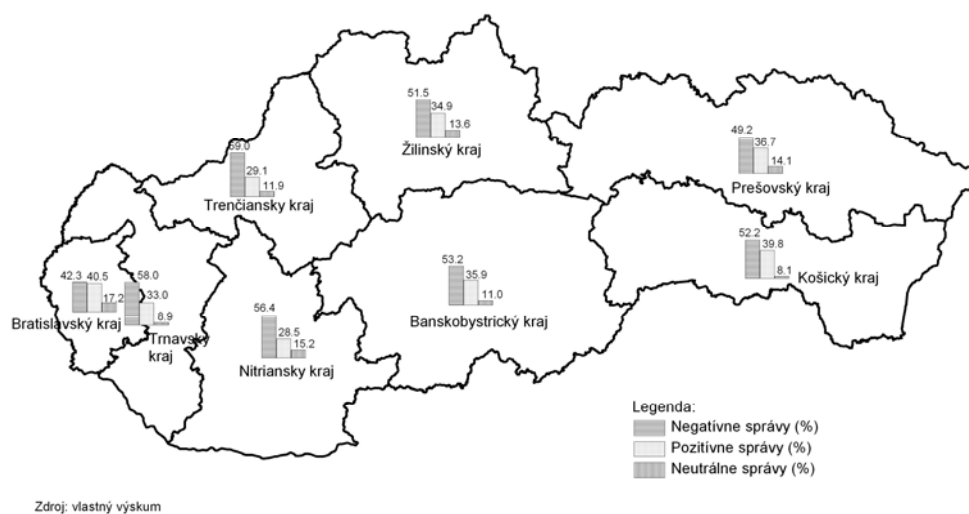 51.5
34.9
13.6
Žilinský kraj
59.0
29.1
11.9
Trenčiansky kraj
49.2
36.7
14.1
Prešovský kraj
52.2
39.8
8.1
Košický kraj
42.3 40.5
17.2
Bratislavský kraj
58.0
33.0
8.9
Trnavský
kraj
56.4
28.5
15.2
Nitriansky kraj
53.2
35.9
11.0
Banskobystrický kraj
Legenda:
Negatívne správy (%)
Pozitívne správy (%)
Neutrálne správy (%)
Zdroj: vlastný výskum